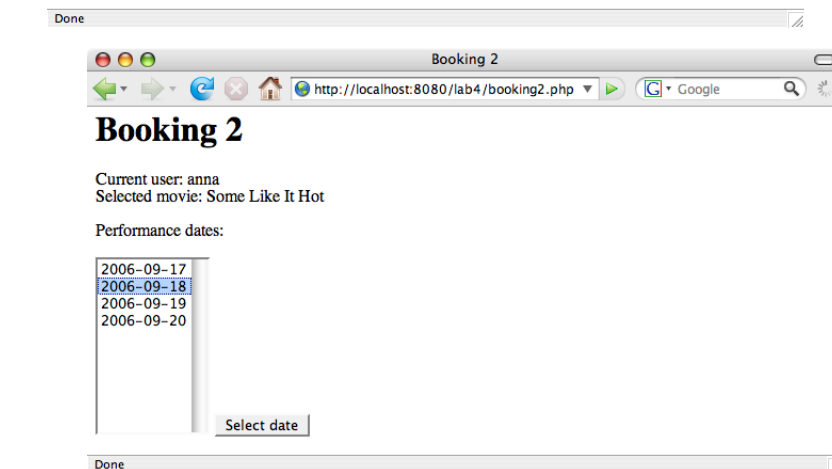 Done
Booking 2
http://localhost:8080/lab4/booking2.php
G Google
Booking 2
Current user: anna
Selected movie: Some Like It Hot
Performance dates:
2006-09-17
2006-09-18
2006-09-19
2006-09-20
Select date
Done